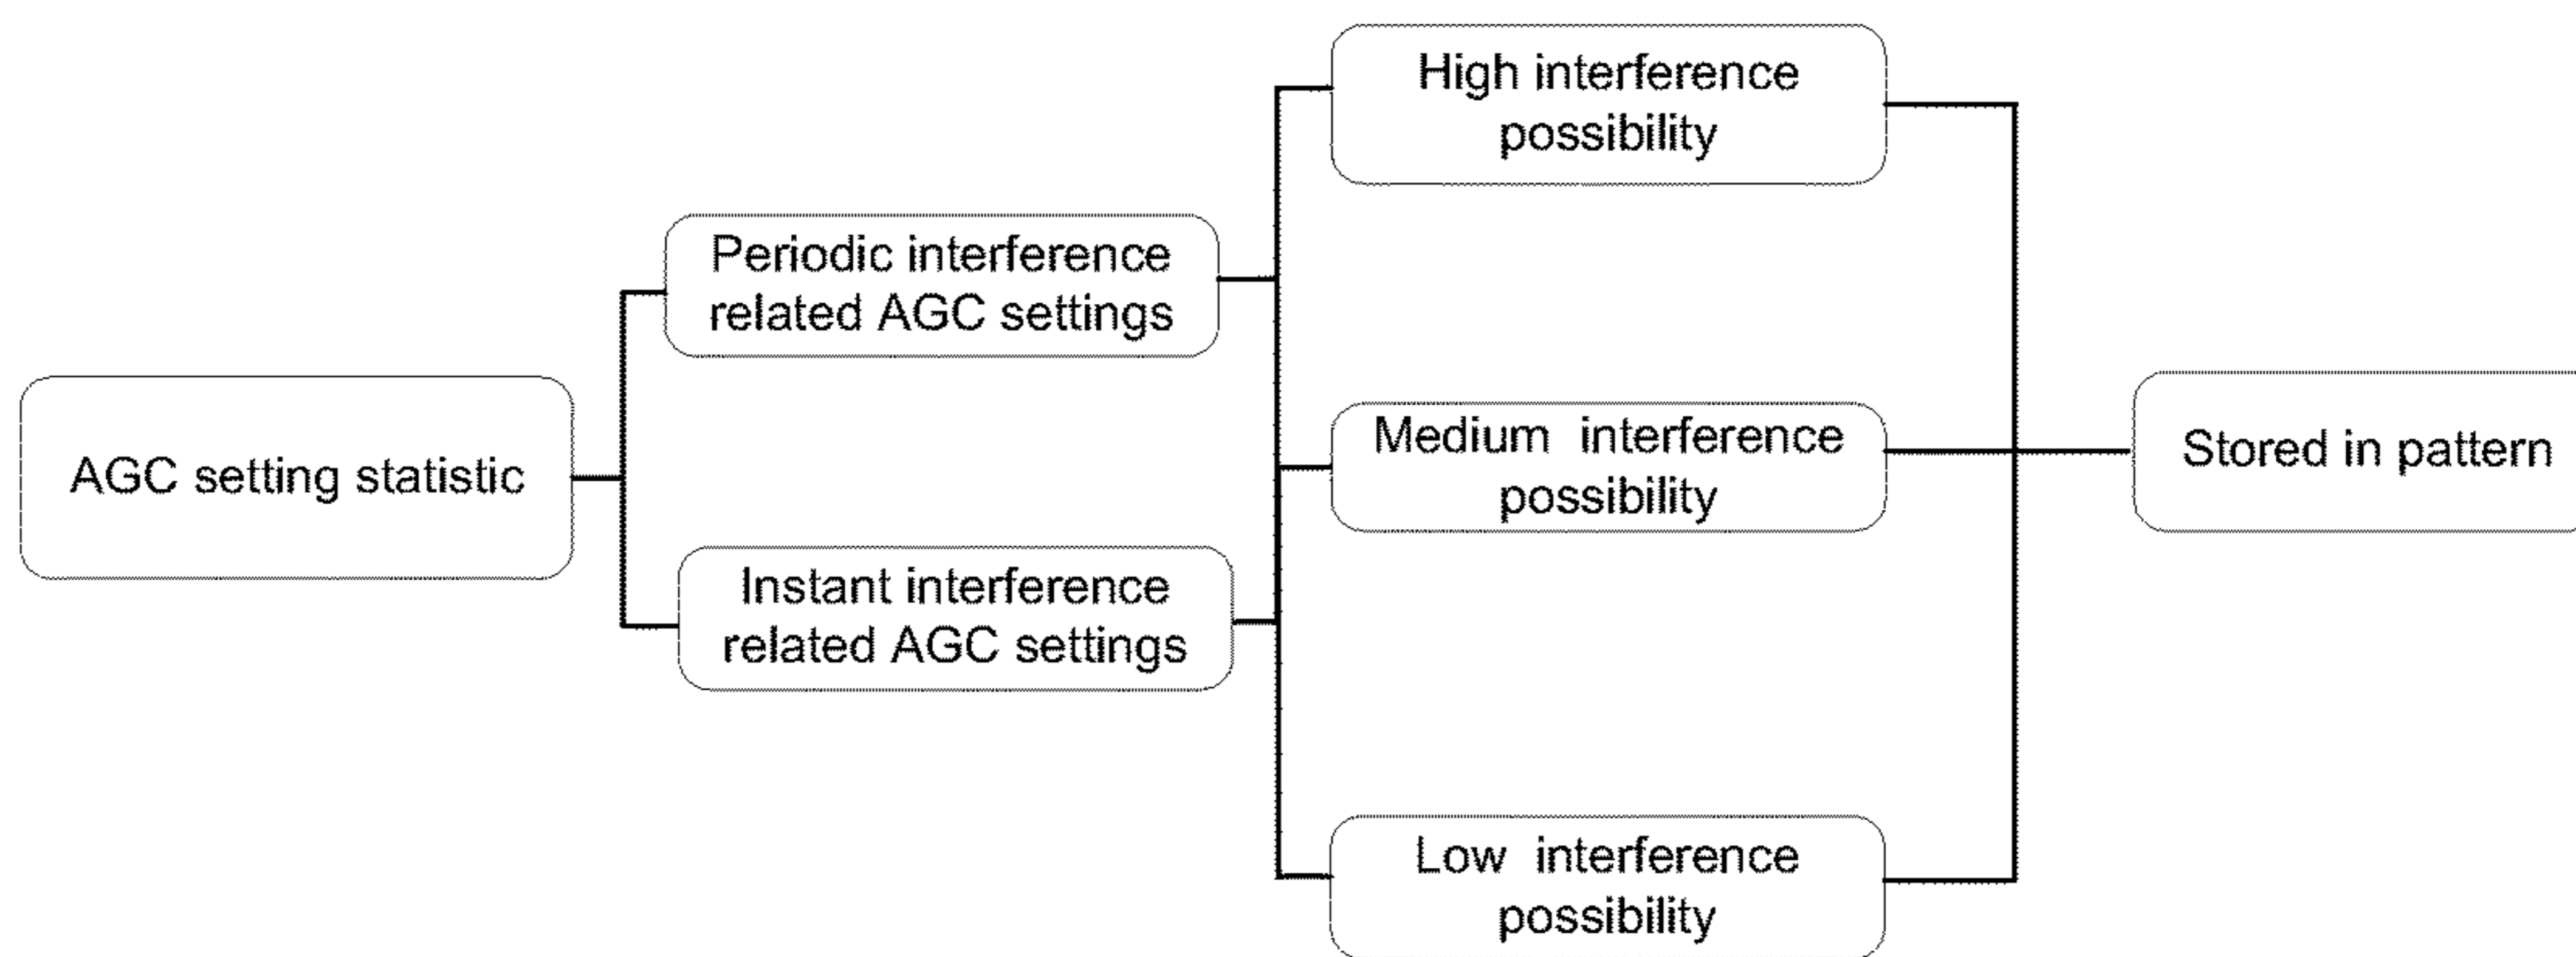 AGC setting statistic
Periodic interference
related AGC settings
Instant interference
related AGC settings
High interference
possibility
Medium interference
possibility
Low interference
possibility
Stored in pattern